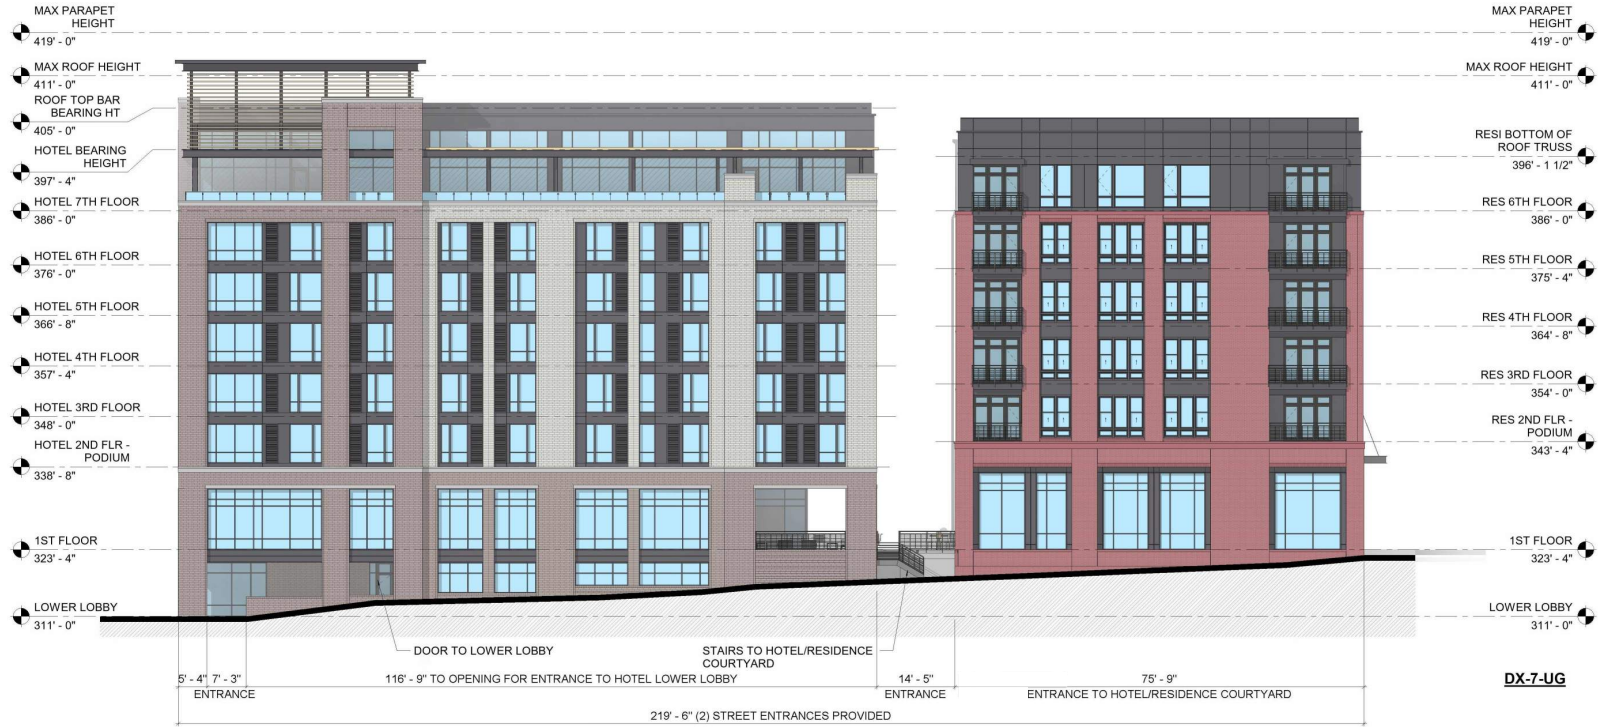 MAX PARAPET
HEIGHT
419' - 0"
MAX ROOF HEIGHT
411' - 0"
ROOF TOP BAR
BEARING HT
405' - 0"
HOTEL BEARING
HEIGHT
397' - 4"
HOTEL 7TH FLOOR
386' - 0"
HOTEL 6TH FLOOR
376' - 0"
HOTEL 5TH FLOOR
366' - 8"
HOTEL 4TH FLOOR
357' - 4"
HOTEL 3RD FLOOR
348' - 0"
HOTEL 2ND FLR -
PODIUM
338' - 8"
1ST FLOOR
323' - 4"
LOWER LOBBY
311' - 0"
MAX PARAPET
HEIGHT
419' - 0"
MAX ROOF HEIGHT
411' - 0"
RESI BOTTOM OF
ROOF TRUSS
396' - 1 1/2"
RES 6TH FLOOR
386' - 0"
RES 5TH FLOOR
375' - 4"
RES 4TH FLOOR
364' - 8"
RES 3RD FLOOR
354' - 0"
RES 2ND FLR -
PODIUM
343' - 4"
1ST FLOOR
323' - 4"
LOWER LOBBY
311' - 0"
DOOR TO LOWER LOBBY
STAIRS TO HOTEL/RESIDENCE
COURTYARD
5' - 4" 7' - 3"
ENTRANCE
116' - 9" TO OPENING FOR ENTRANCE TO HOTEL LOWER LOBBY
14' - 5"
ENTRANCE
75' - 9"
ENTRANCE TO HOTEL/RESIDENCE COURTYARD
219' - 6" (2) STREET ENTRANCES PROVIDED
DX-7-UG